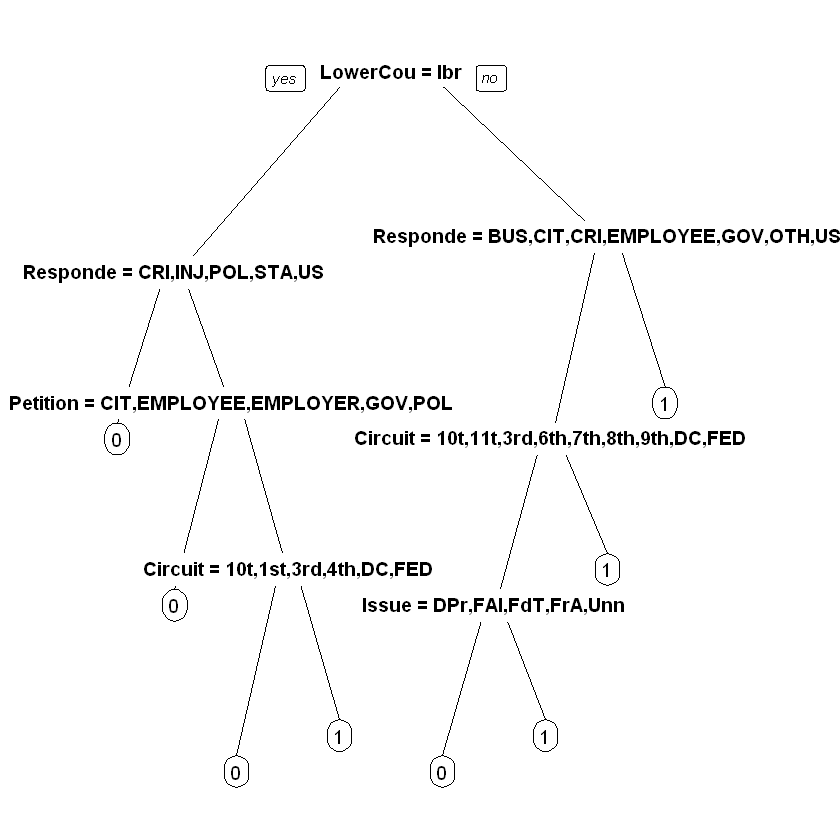 yes
LowerCou = lbr
no
Responde = BUS,CIT,CRI,EMPLOYEE,GOV,OTH,US
Responde = CRI,INJ,POL,STA,US
Petition = CIT,EMPLOYEE,EMPLOYER,GOV,POL
1
0
Circuit = 10t,11t,3rd,6th,7th,8th,9th,DC,FED
Circuit = 10t,1st,3rd,4th,DC,FED
1
0
Issue = DPr,FAI,FdT,FrA,Unn
1
1
0
0